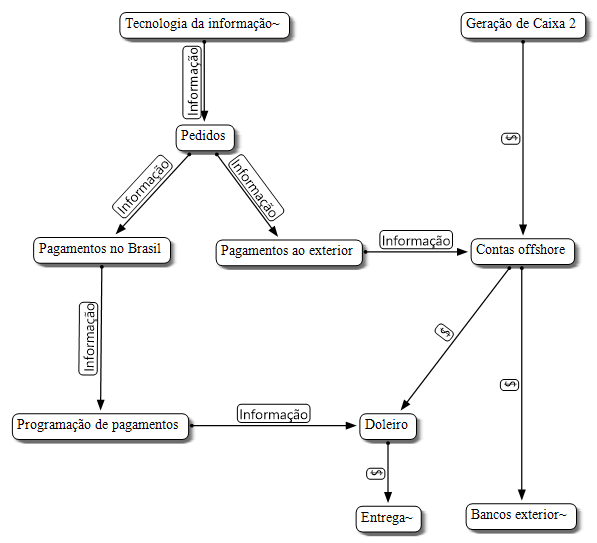 Tecnologia da informação~
Geração de Caixa 2
Informação
$
Pedidos
Informação
Informação
Pagamentos no Brasil
Pagamentos ao exterior
Informação
Contas offshore
Informação
$
$
Programação de pagamentos
Informação
Doleiro
$
Entrega~
Bancos exterior~